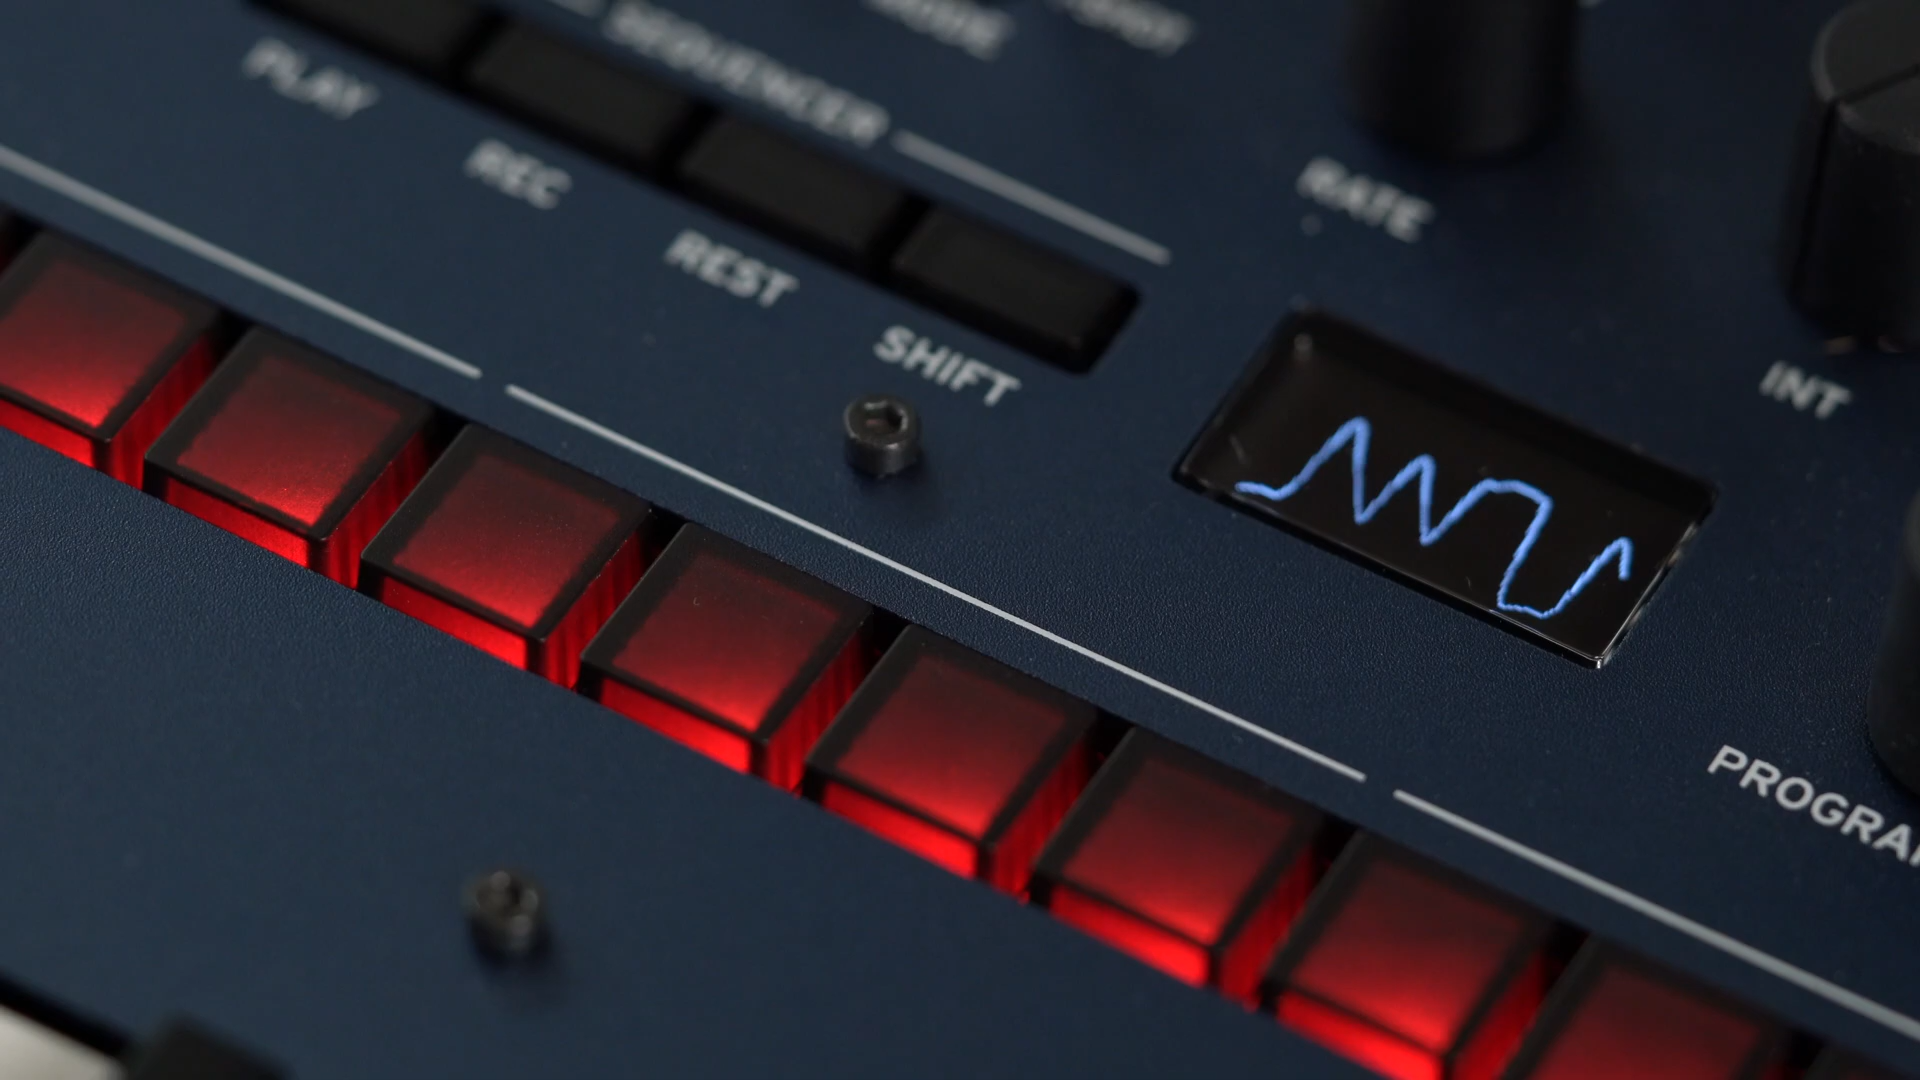 SEQUENCER
PLAY
REC
REST
SHIFT
RATE
INT
PROGRA